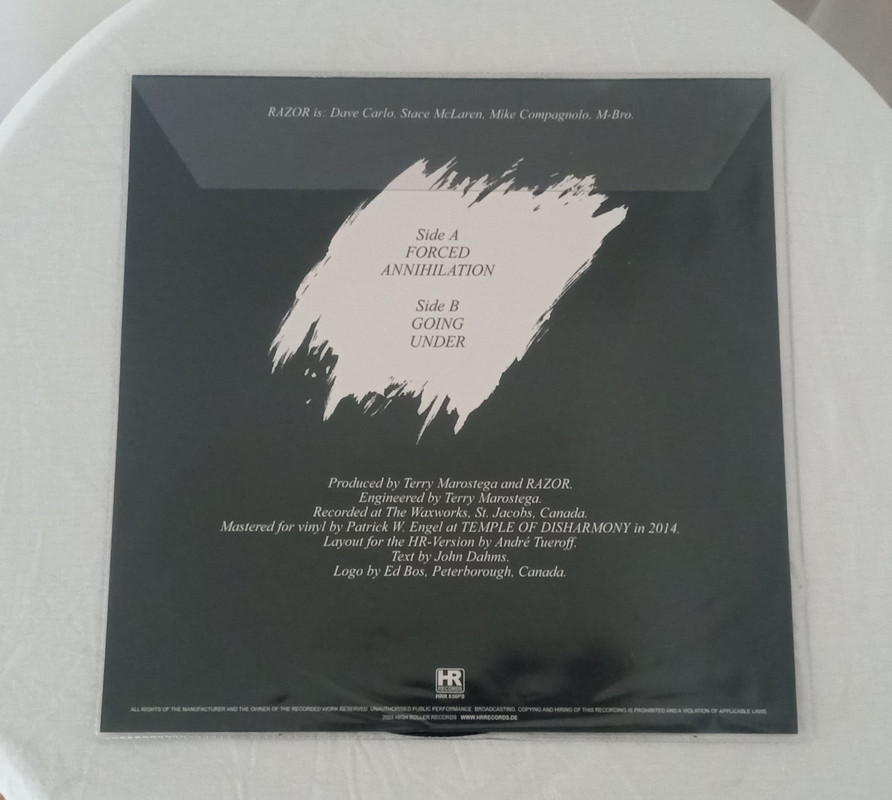 RAZOR is: Dave Carlo, Stace McLaren, Mike Compagnolo, M-Bro.
Side A
FORCED
ANNIHILATION
Side B
GOING
UNDER
Produced by Terry Marostega and RAZOR.
Engineered by Terry Marostega.
Recorded at The Waxworks, St. Jacobs, Canada.
Mastered for vinyl by Patrick W. Engel at TEMPLE OF DISHARMONY in 2014.
Layout for the HR-Version by André Tueroff.
Text by John Dahms.
Logo by Ed Bos, Peterborough, Canada.
HR
RECORDS
ALL RIGHTS OF THE MANUFACTURER AND THE OWNER OF THE RECORDED WORK RESERVED. UNAUTHORISED PUBLIC PERFORMANCE, BROADCASTING, COPYING AND HIRING OF THIS RECORDING IS PROHIBITED AND A VIOLATION OF APPLICABLE LAWS.
HIGH ROLLER RECORDS WWW.HRRECORDS.DE